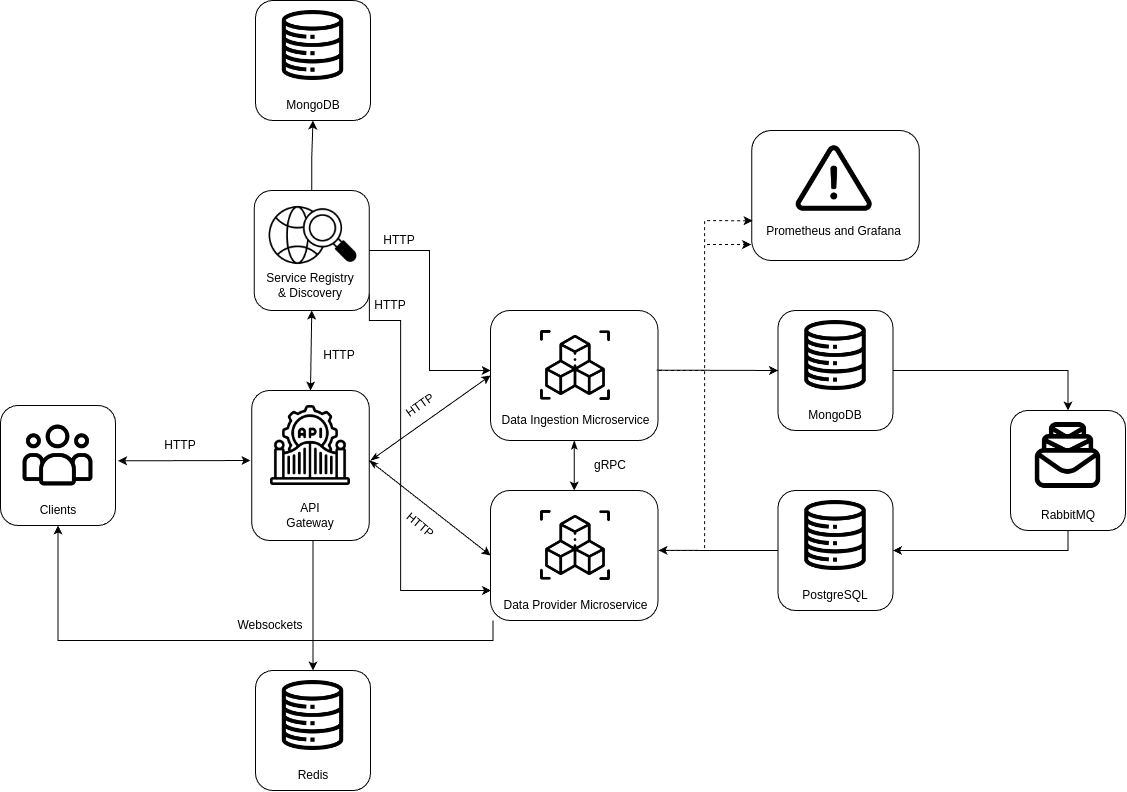 MongoDB
Service Registry
& Discovery
HTTP
HTTP
HTTP
Prometheus and Grafana
Clients
HTTP
API
API
Gateway
HTTP
HTTP
Data Ingestion Microservice
gRPC
Data Provider Microservice
MongoDB
RabbitMQ
PostgreSQL
Websockets
Redis